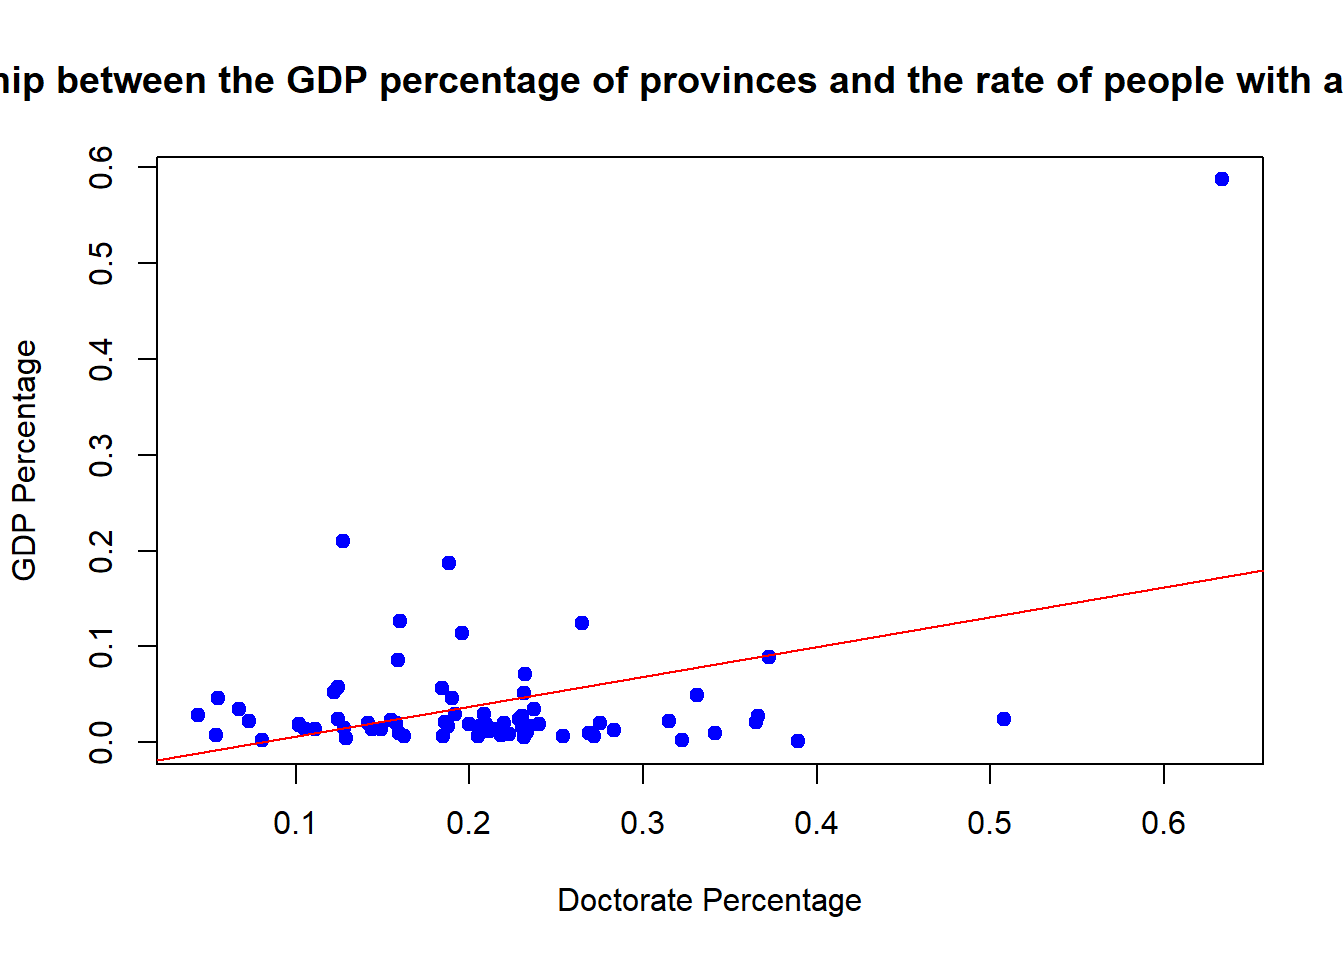 between the GDP percentage of provinces and the rate of people with a
GDP Percentage
0.6
0.5
0.4
0.3
0.2
0.1
0.0
0.1 0.2 0.3 0.4 0.5 0.6
Doctorate Percentage